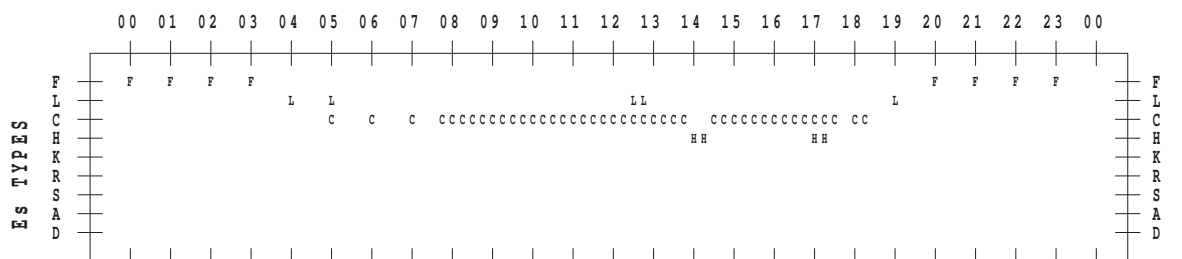 00 01 02 03 04 05 06 07 08 09 10 11 12 13 14 15 16 17 18 19 20 21 22 23 00
F F F F F F F F F F
L L L LL L L
C C C C CCCCCCCCCCCCCCCCCCCCCCCCC CCCCCCCCCCCCC CC C
H HH HH H
K K
R R
S S
A A
D D
Es TYPES